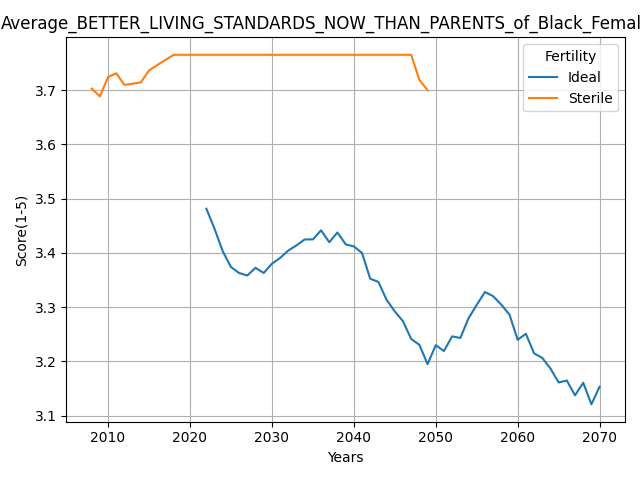 Average_BETTER_LIVING_STANDARDS_NOW_THAN_PARENTS_of_Black_Femal
Fertility
Ideal
Sterile
Score(1-5)
3.7
3.6
3.5
3.4
3.3
3.2
3.1
2010 2020 2030 2040 2050 2060 2070
Years